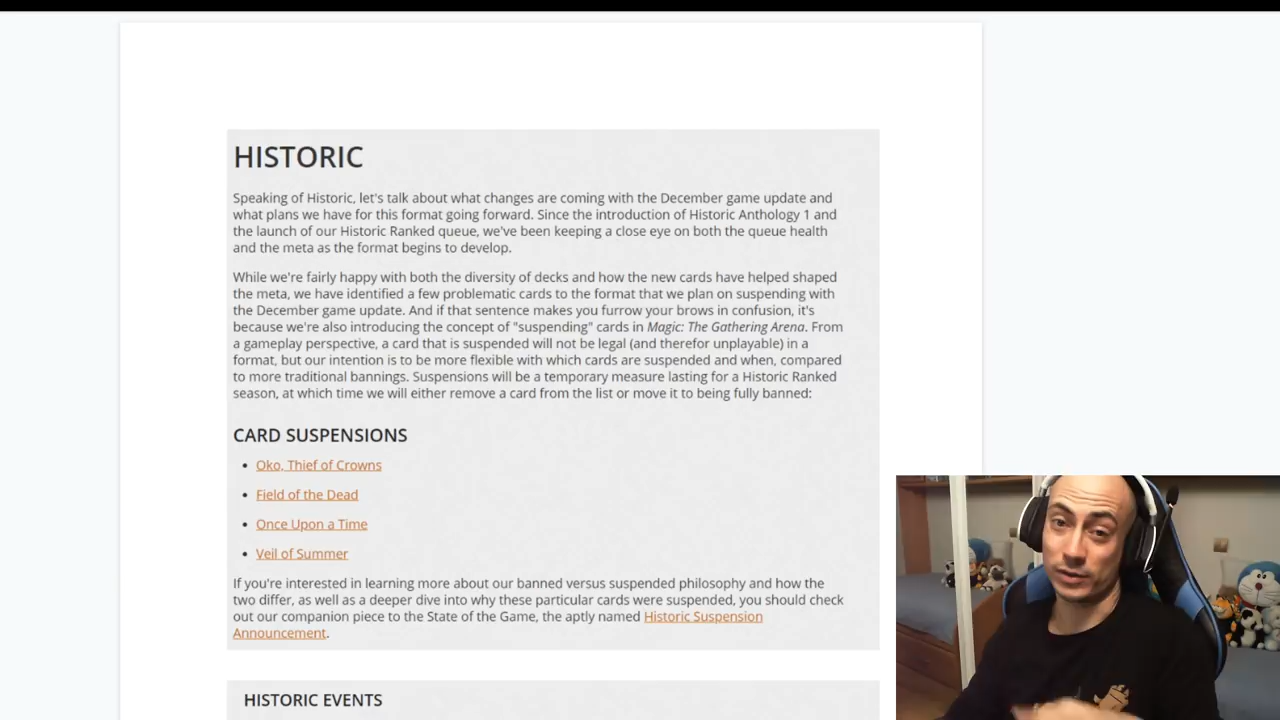 HISTORIC
Speaking of Historic, let's talk about what changes are coming with the December game update and
what plans we have for this format going forward. Since the introduction of Historic Anthology 1 and
the launch of our Historic Ranked queue, we've been keeping a close eye on both the queue health
and the meta as the format begins to develop.
While we're fairly happy with both the diversity of decks and how the new cards have helped shaped
the meta, we have identified a few problematic cards to the format that we plan on suspending with
the December game update. And if that sentence makes you furrow your brows in confusion, it's
because we're also introducing the concept of "suspending" cards in Magic: The Gathering Arena. From
a gameplay perspective, a card that is suspended will not be legal (and therefor unplayable) in a
format, but our intention is to be more flexible with which cards are suspended and when, compared
to more traditional bannings. Suspensions will be a temporary measure lasting for a Historic Ranked
season, at which time we will either remove a card from the list or move it to being fully banned:
CARD SUSPENSIONS
• Oko, Thief of Crowns
• Field of the Dead
• Once Upon a Time
• Veil of Summer
If you're interested in learning more about our banned versus suspended philosophy and how the
two differ, as well as a deeper dive into why these particular cards were suspended, you should check
out our companion piece to the State of the Game, the aptly named Historic Suspension
Announcement.
HISTORIC EVENTS